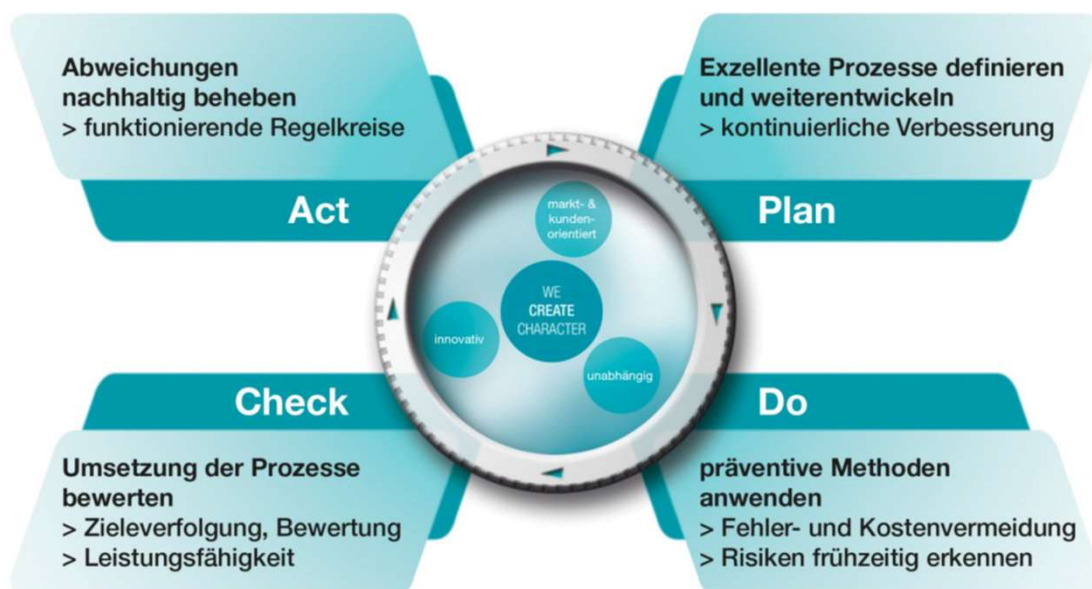 Abweichungen
nachhaltig beheben
> funktionierende Regelkreise
Act
Exzellente Prozesse definieren
und weiterentwickeln
> kontinuierliche Verbesserung
Plan
markt- &
kunden-
orientiert
WE
CREATE
CHARACTER
innovativ
unabhängig
Check
Umsetzung der Prozesse
bewerten
> Zieleverfolgung, Bewertung
> Leistungsfähigkeit
Do
präventive Methoden
anwenden
> Fehler- und Kostenvermeidung
> Risiken frühzeitig erkennen